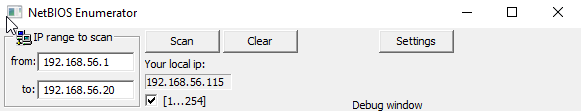 NetBIOS Enumerator
IP range to scan
from: 192.168.56.1
to: 192.168.56.20
Scan
Clear
Settings
Your local ip:
192.168.56.115
[1...254]
Debug window